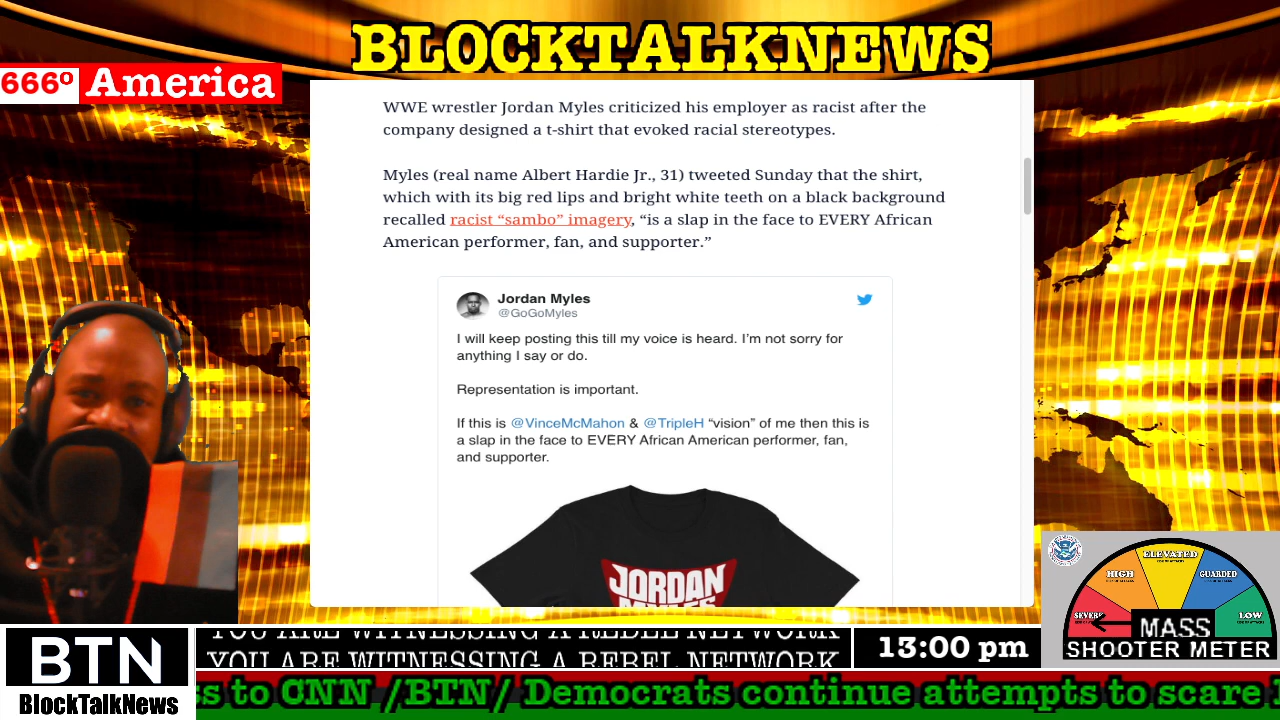 BLOCKTALKNEWS
666º America
WWE wrestler Jordan Myles criticized his employer as racist after the
company designed a t-shirt that evoked racial stereotypes.
Myles (real name Albert Hardie Jr., 31) tweeted Sunday that the shirt,
which with its big red lips and bright white teeth on a black background
recalled racist “sambo” imagery, “is a slap in the face to EVERY African
American performer, fan, and supporter.”
Jordan Myles
@GoGoMyles
I will keep posting this till my voice is heard. I’m not sorry for
anything I say or do.
Representation is important.
If this is @VinceMcMahon & @TripleH “vision” of me then this is
a slap in the face to EVERY African American performer, fan,
and supporter.
JORDAN
MYLES
SEVERE
HIGH
ELEVATED
GUARDED
LOW
MASS
SHOOTER METER
BTN
BlockTalkNews
YOU ARE WITNESSING A REBEL NETWORK
YOU ARE WITNESSING A REBEL NETWORK
13:00 pm
s to CNN /BTN/ Democrats continue attempts to scare